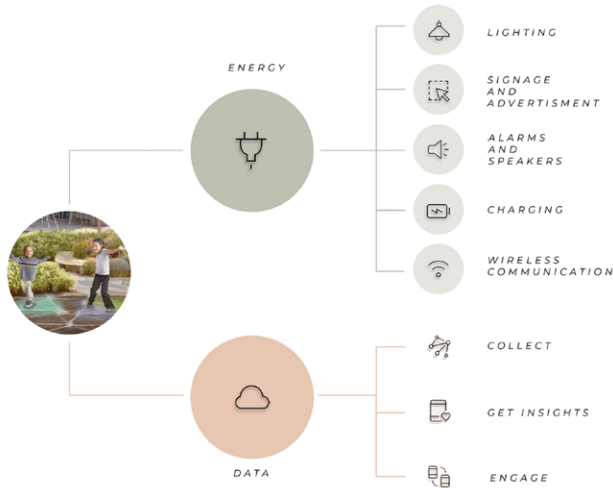 ENERGY
LIGHTING
SIGNAGE
AND
ADVERTISMENT
ALARMS
AND
SPEAKERS
CHARGING
WIRELESS
COMMUNICATION
DATA
COLLECT
GET INSIGHTS
ENGAGE